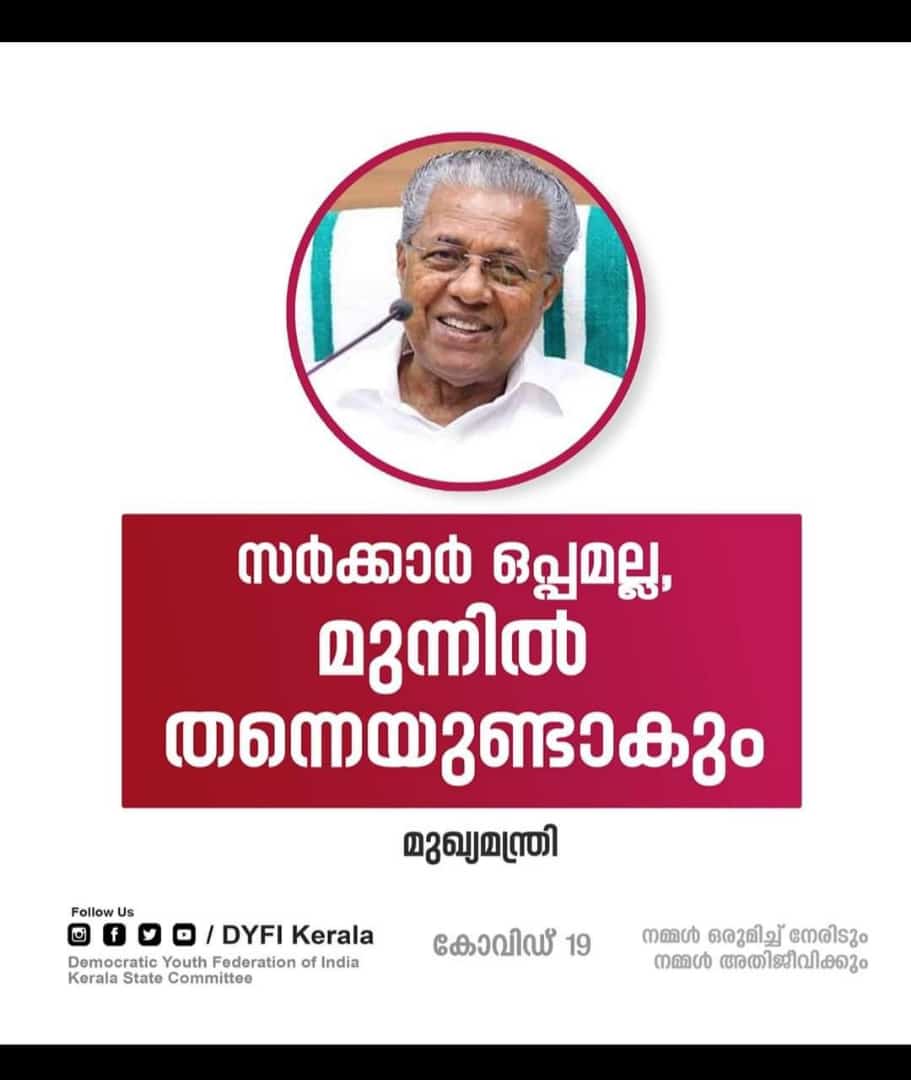 സർക്കാർ ഒപ്പമല്ല,
മുന്നിൽ
തന്നെയുണ്ടാകും
മുഖ്യമന്ത്രി
Follow Us
/ DYFI Kerala
Democratic Youth Federation of India
Kerala State Committee
കോവിഡ് 19
നമ്മൾ ഒരുമിച്ച് നേരിടും
നമ്മൾ അതിജീവിക്കും